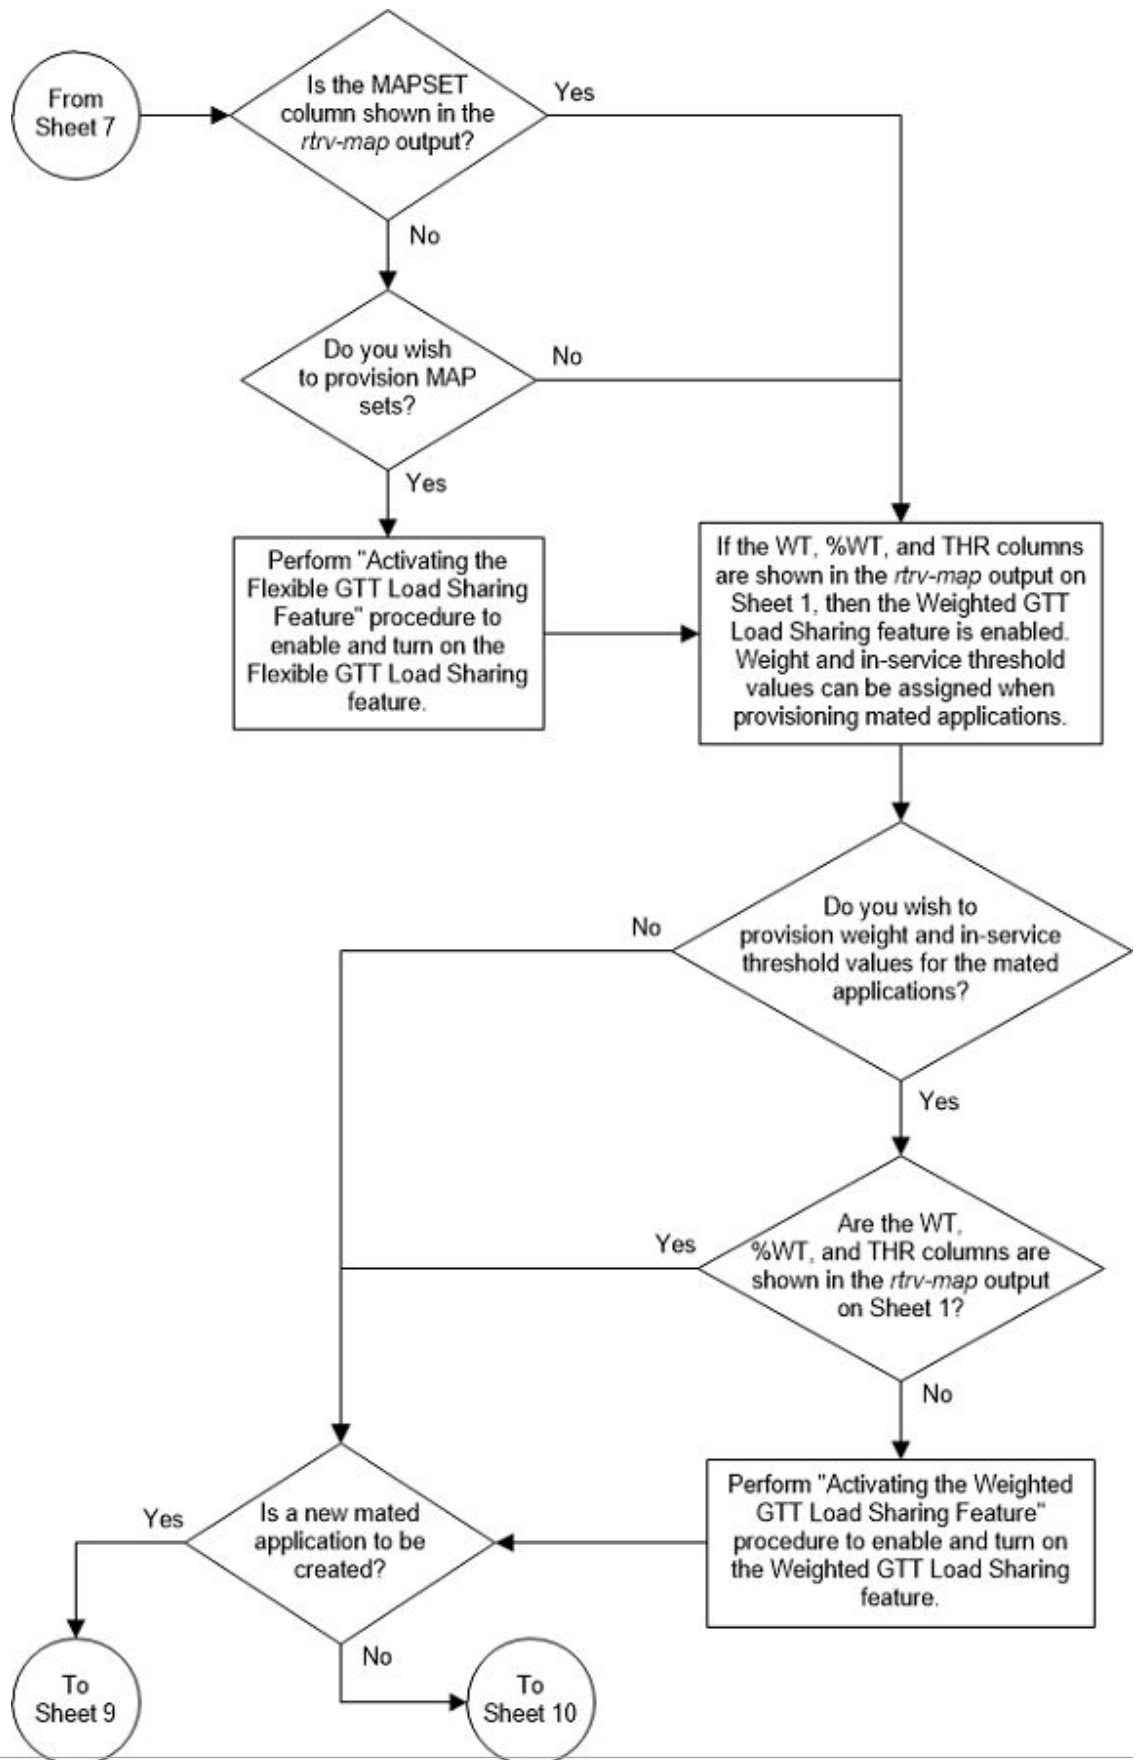 From
Sheet 7
Is the MAPSET
column shown in the
rtrv-map output?
Yes
No
Do you wish
to provision MAP
sets?
No
Yes
Perform "Activating the
Flexible GTT Load Sharing
Feature" procedure to
enable and turn on the
Flexible GTT Load Sharing
feature.
If the WT, %WT, and THR columns
are shown in the rtrv-map output on
Sheet 1, then the Weighted GTT
Load Sharing feature is enabled.
Weight and in-service threshold
values can be assigned when
provisioning mated applications.
Do you wish to
provision weight and in-service
threshold values for the mated
applications?
No
Yes
Are the WT,
%WT, and THR columns are
shown in the rtrv-map output
on Sheet 1?
Yes
No
Perform "Activating the Weighted
GTT Load Sharing Feature"
procedure to enable and turn on
the Weighted GTT Load Sharing
feature.
Is a new mated
application to be
created?
Yes
No
To
Sheet 9
To
Sheet 10